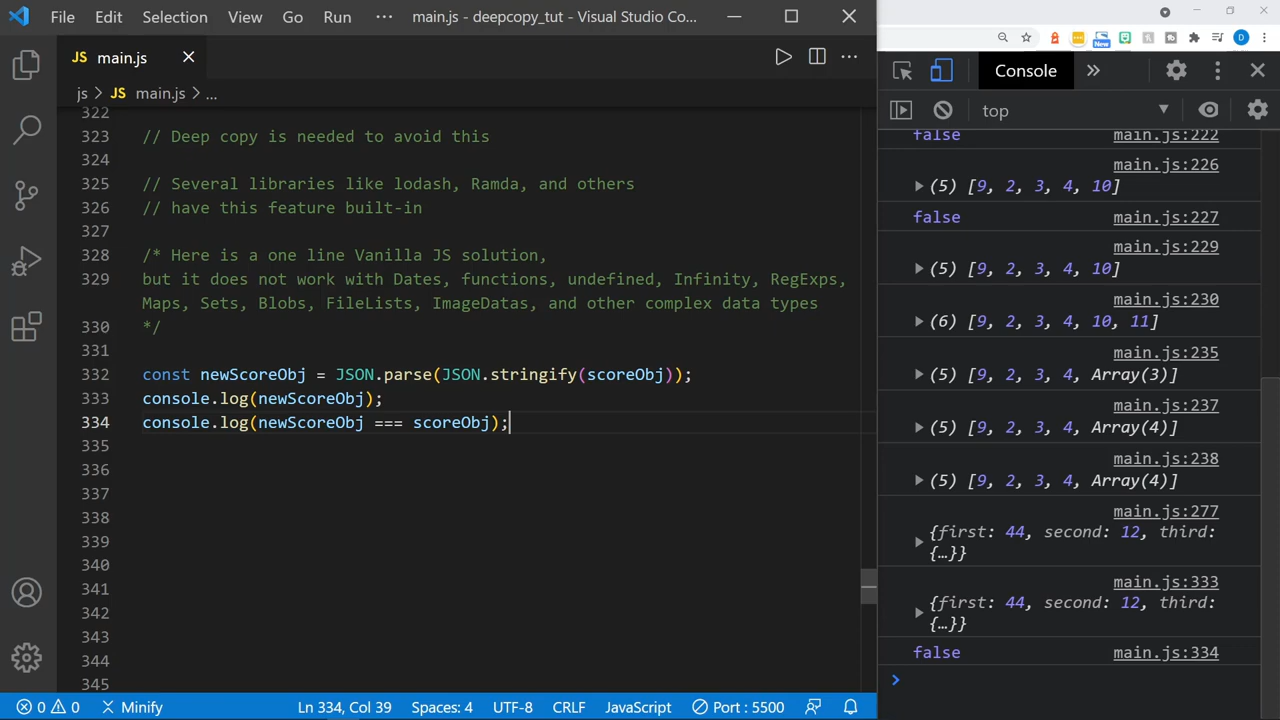 File Edit Selection View Go Run ··· main.js - deepcopy_tut - Visual Studio Co...
JS main.js
js > JS main.js > ...
322
323 // Deep copy is needed to avoid this
324
325 // Several libraries like lodash, Ramda, and others
326 // have this feature built-in
327
328 /* Here is a one line Vanilla JS solution,
329 but it does not work with Dates, functions, undefined, Infinity, RegExps,
Maps, Sets, Blobs, FileLists, ImageDatas, and other complex data types
330 */
331
332 const newScoreObj = JSON.parse(JSON.stringify(scoreObj));
333 console.log(newScoreObj);
334 console.log(newScoreObj === scoreObj);
335
336
337
338
339
340
341
342
343
344
345
0 0 Minify Ln 334, Col 39 Spaces: 4 UTF-8 CRLF JavaScript Port : 5500
New D
Console
top
false main.js:222
main.js:226
(5) [9, 2, 3, 4, 10]
false main.js:227
main.js:229
(5) [9, 2, 3, 4, 10]
main.js:230
(6) [9, 2, 3, 4, 10, 11]
main.js:235
(5) [9, 2, 3, 4, Array(3)]
main.js:237
(5) [9, 2, 3, 4, Array(4)]
main.js:238
(5) [9, 2, 3, 4, Array(4)]
main.js:277
{first: 44, second: 12, third:
{…}}
main.js:333
{first: 44, second: 12, third:
{…}}
false main.js:334